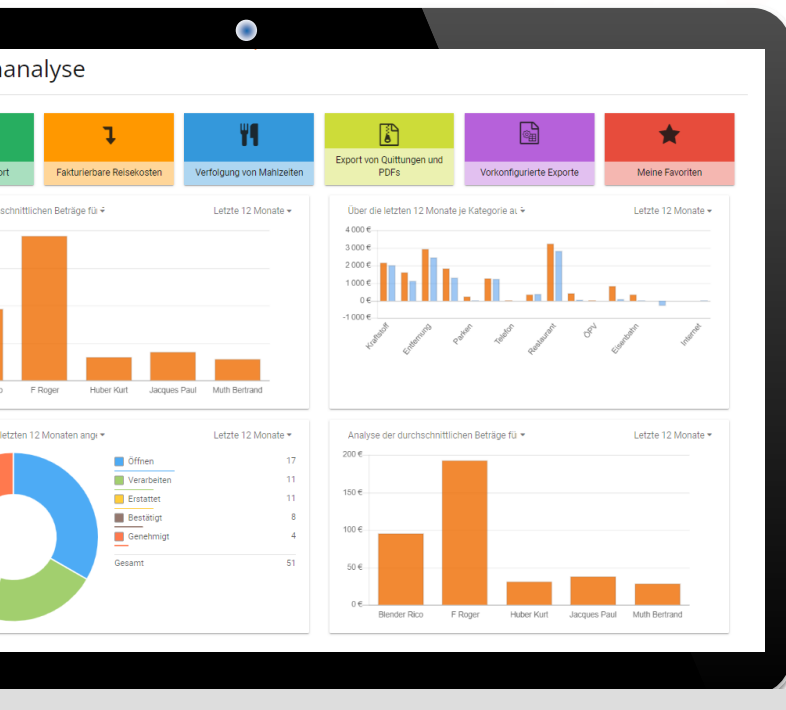 nanalyse
ort
Fakturierbare Reisekosten
Verfolgung von Mahlzeiten
Export von Quittungen und
PDFs
Vorkonfigurierte Exporte
Meine Favoriten
schnittlichen Beträge für
Letzte 12 Monate
F Roger
Huber Kurt
Jacques Paul
Muth Bertrand
Über die letzten 12 Monate je Kategorie au
Letzte 12 Monate
4 000 €
3 000 €
2 000 €
1 000 €
0 €
-1 000 €
Kraftstoff
Entfernung
Parken
Telefon
Restaurant
ÖPV
Eisenbahn
Internet
letzten 12 Monaten ang
Letzte 12 Monate
Öffnen 17
Verarbeiten 11
Erstattet 11
Bestätigt 8
Genehmigt 4
Gesamt 51
Analyse der durchschnittlichen Beträge fü
Letzte 12 Monate
200 €
150 €
100 €
50 €
0 €
Blender Rico
F Roger
Huber Kurt
Jacques Paul
Muth Bertrand